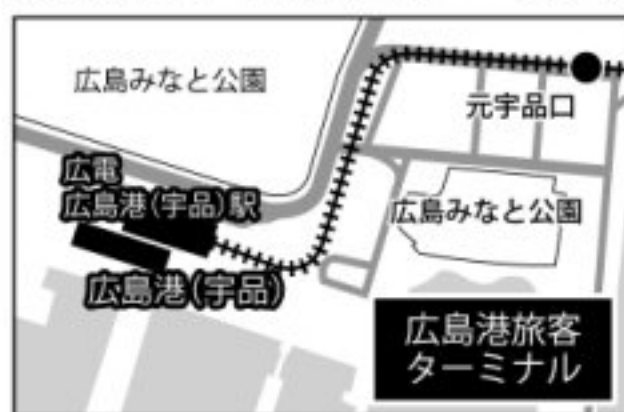 広島みなと公園
元宇品口
広電
広島港(宇品)駅
広島みなと公園
広島港(宇品)
広島港旅客
ターミナル